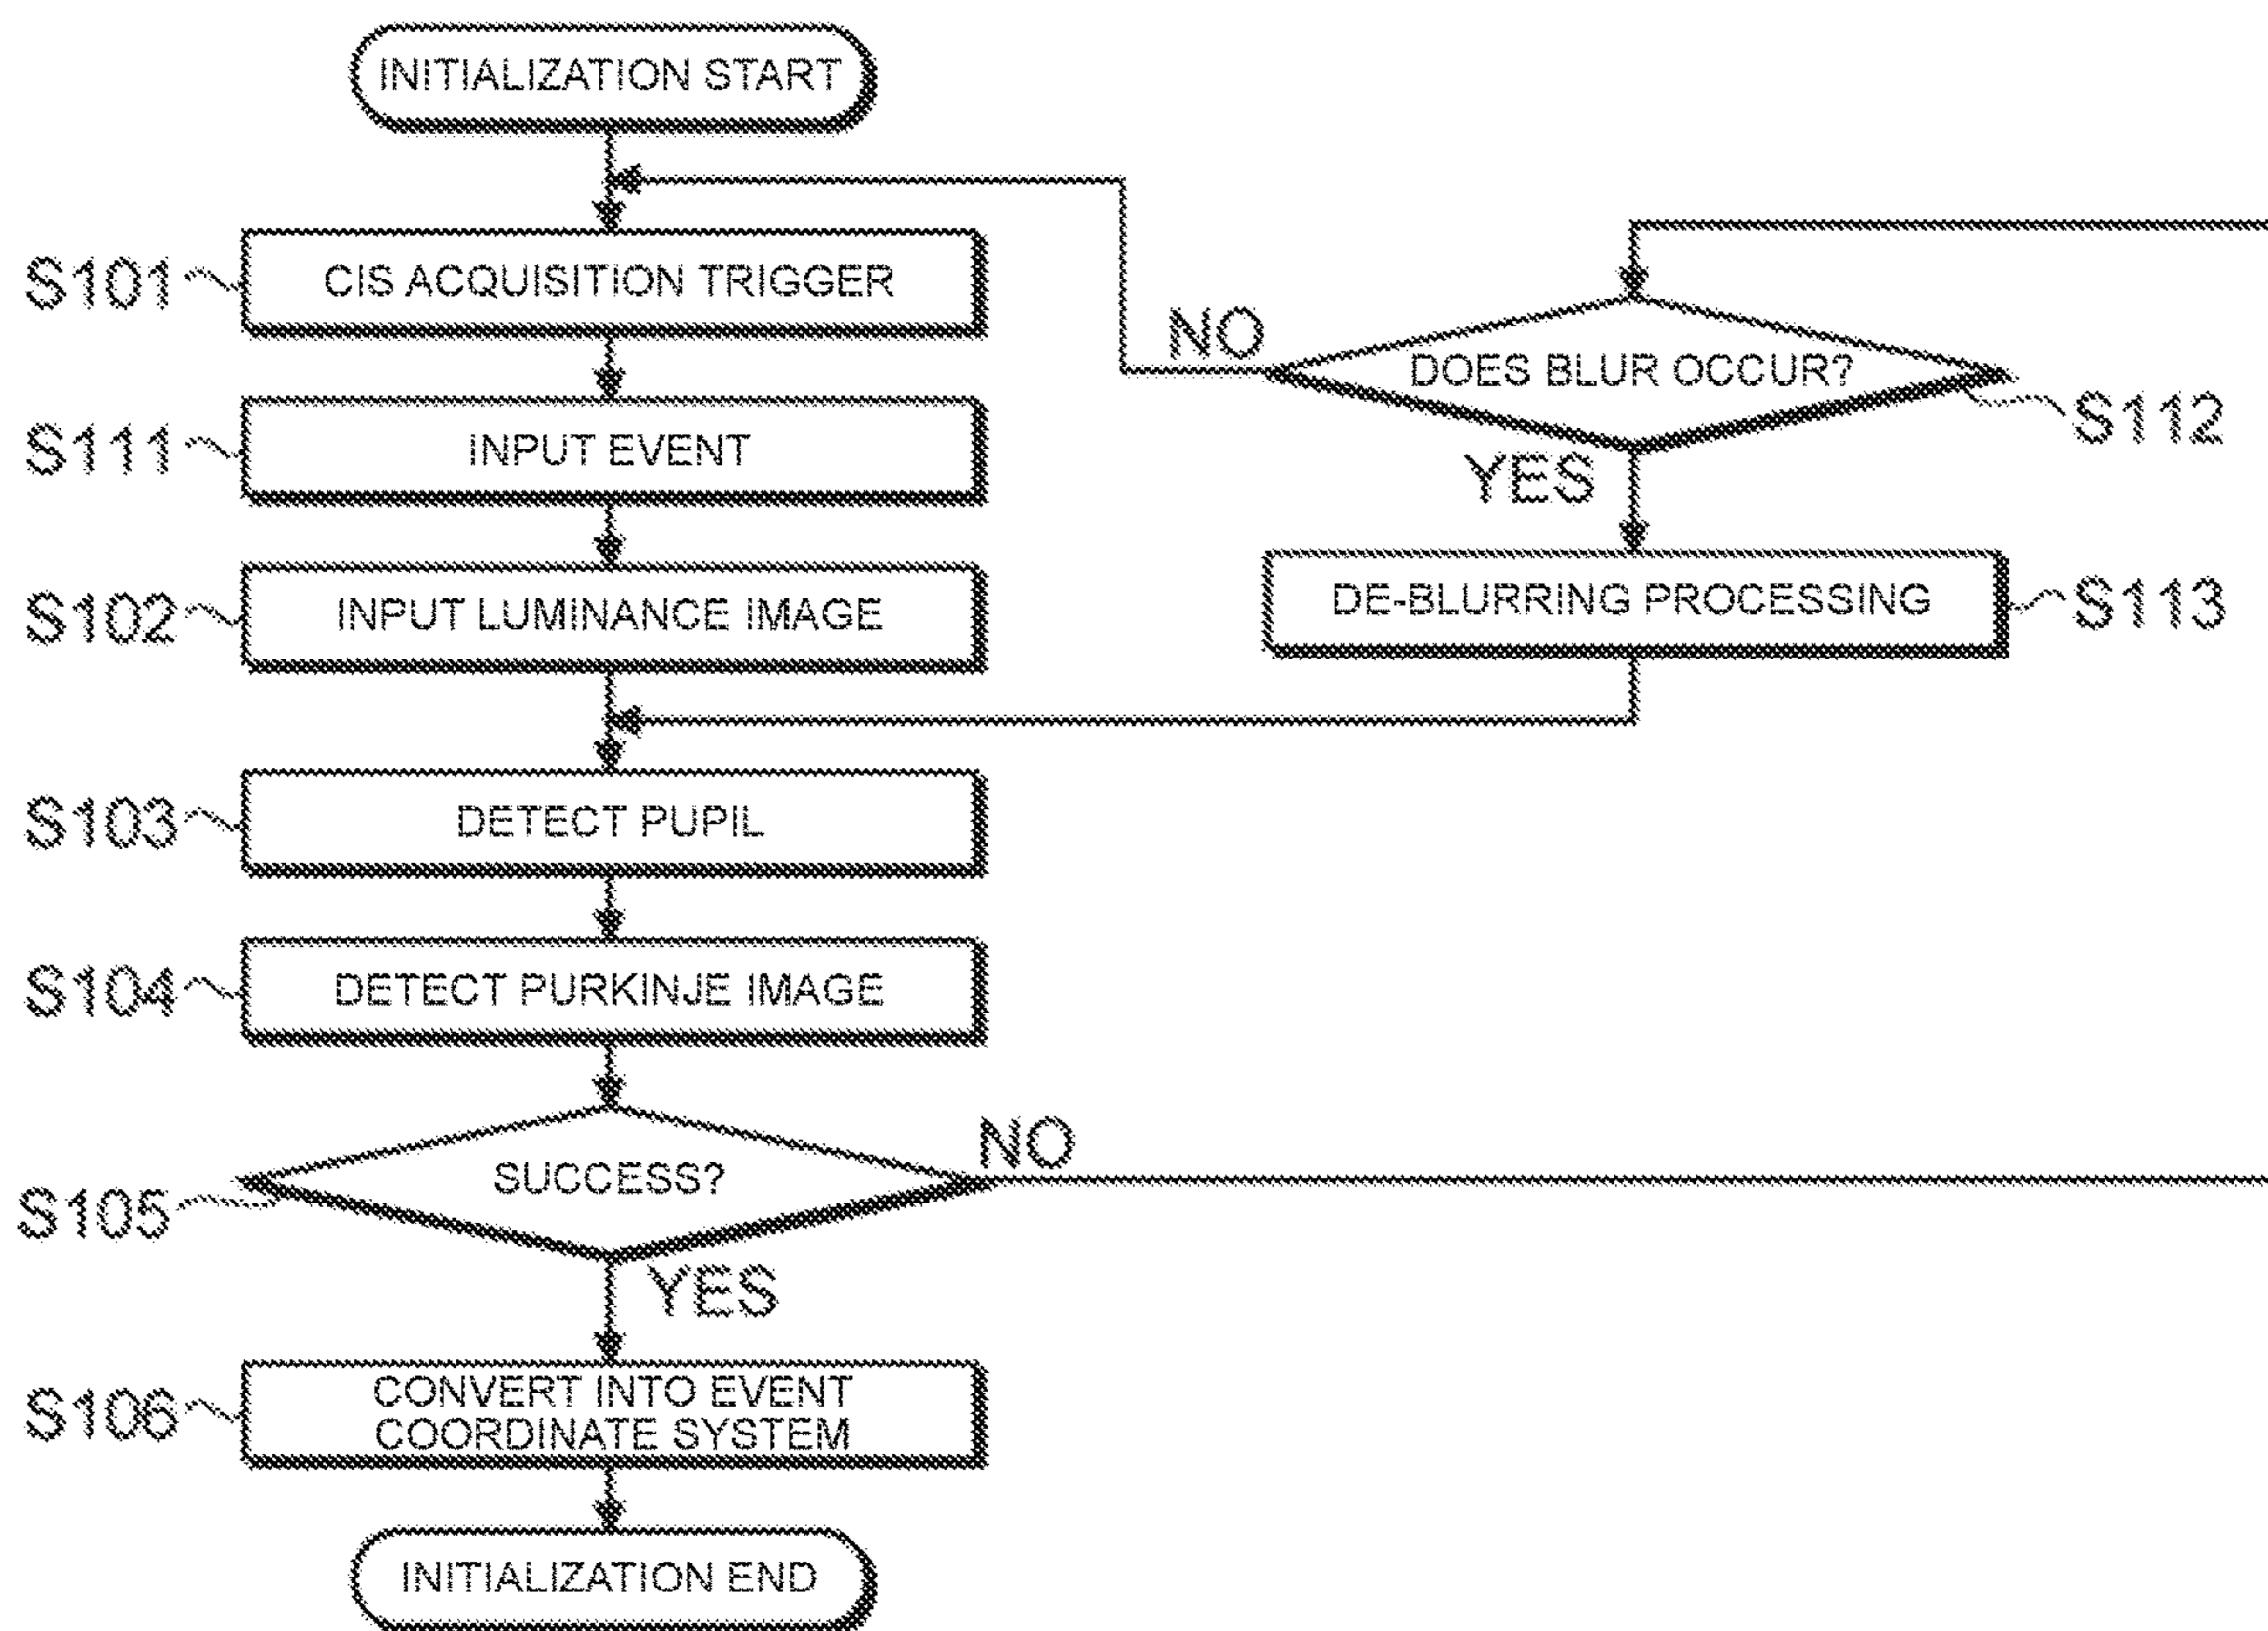 INITIALIZATION START
S101
CIS ACQUISITION TRIGGER
S111
INPUT EVENT
S102
INPUT LUMINANCE IMAGE
S103
DETECT PUPIL
S104
DETECT PURKINJE IMAGE
S105
SUCCESS?
NO
YES
S106
CONVERT INTO EVENT
COORDINATE SYSTEM
INITIALIZATION END
NO
DOES BLUR OCCUR?
S112
YES
DE-BLURRING PROCESSING
S113